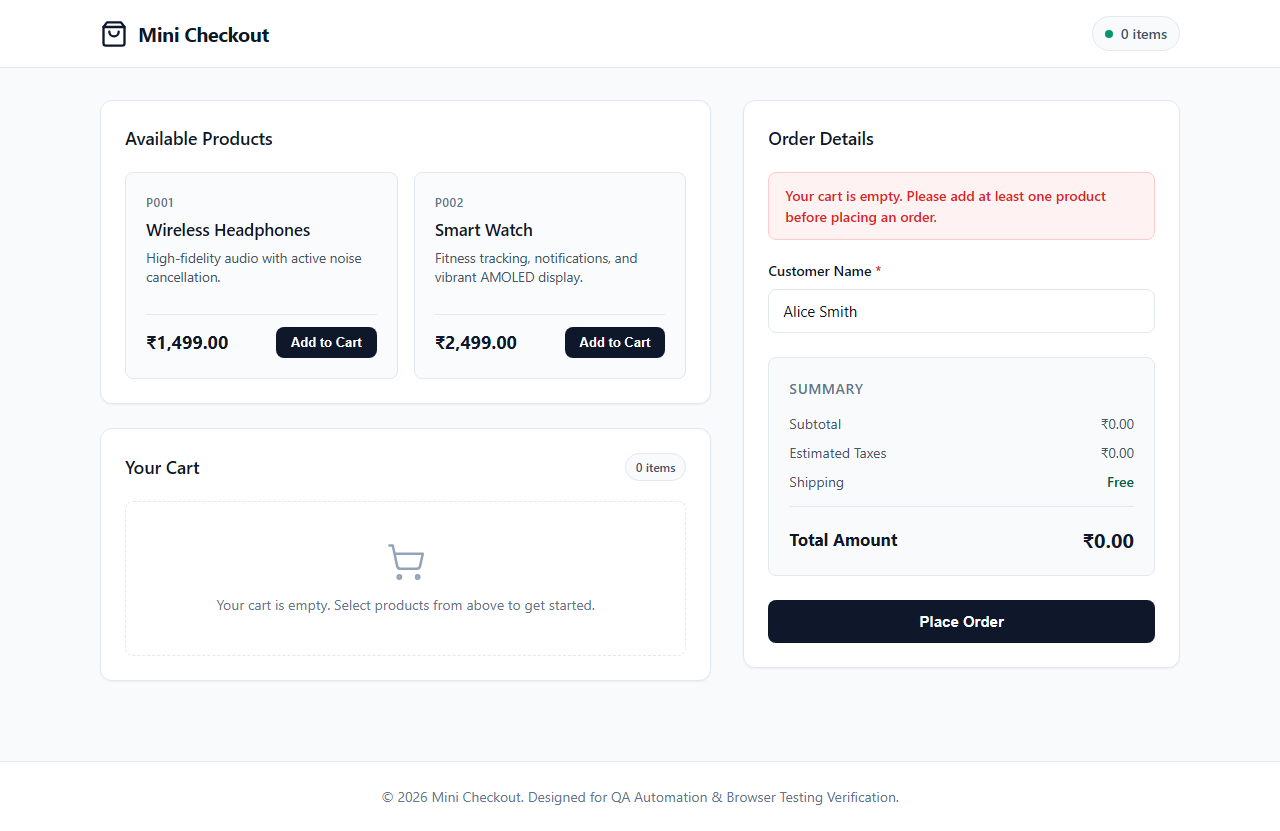 Mini Checkout
0 items
Available Products
P001
Wireless Headphones
High-fidelity audio with active noise
cancellation.
₹1,499.00
Add to Cart
P002
Smart Watch
Fitness tracking, notifications, and
vibrant AMOLED display.
₹2,499.00
Add to Cart
Your Cart
0 items
Your cart is empty. Select products from above to get started.
Order Details
Your cart is empty. Please add at least one product
before placing an order.
Customer Name *
Alice Smith
SUMMARY
Subtotal ₹0.00
Estimated Taxes ₹0.00
Shipping Free
Total Amount ₹0.00
Place Order
© 2026 Mini Checkout. Designed for QA Automation & Browser Testing Verification.